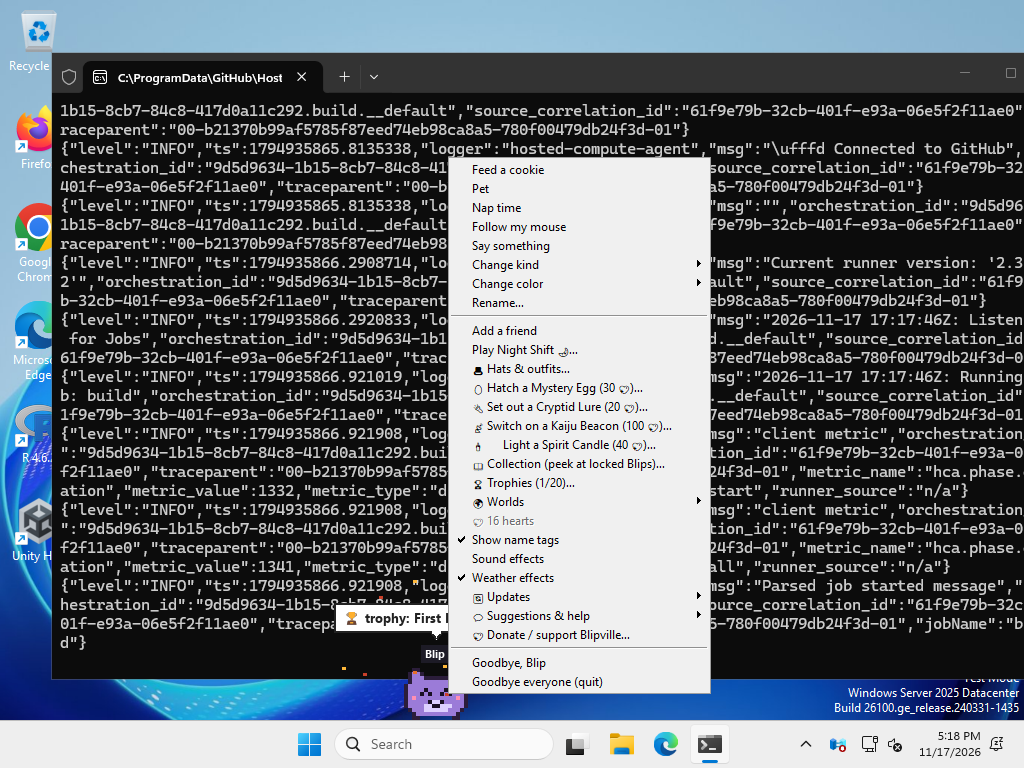 Recycle
Firefo
Googl
Chrom
Micros
Edge
R 4.6.
Unity H
C:\ProgramData\GitHub\Host
1b15-8cb7-84c8-417d0a11c292.build.__default","source_correlation_id":"61f9e79b-32cb-401f-e93a-06e5f2f11ae0"
raceparent":"00-b21370b99af5785f87eed74eb98ca8a5-780f00479db24f3d-01"}
{"level":"INFO","ts":1794935865.8135338,"logger":"hosted-compute-agent","msg":"\ufffd Connected to GitHub",
chestration_id":"9d5d9634-1b15-8cb7-84c8-41 source_correlation_id":"61f9e79b-32cb-
401f-e93a-06e5f2f11ae0","traceparent":"00-b 5-780f00479db24f3d-01"}
{"level":"INFO","ts":1794935865.8135338,"lo msg":"","orchestration_id":"9d5d96
1b15-8cb7-84c8-417d0a11c292.build.__default :"61f9e79b-32cb-401f-e93a-06e5f2f11ae0"
raceparent":"00-b21370b99af5785f87eed74eb98
{"level":"INFO","ts":1794935866.2908714,"lo "msg":"Current runner version: '2.3
2'","orchestration_id":"9d5d9634-1b15-8cb7- ult","source_correlation_id":"61f9
b-32cb-401f-e93a-06e5f2f11ae0","traceparent eb98ca8a5-780f00479db24f3d-01"}
{"level":"INFO","ts":1794935866.2920833,"lo "msg":"2026-11-17 17:17:46Z: Listen
for Jobs","orchestration_id":"9d5d9634-1b1 d.__default","source_correlation_id
61f9e79b-32cb-401f-e93a-06e5f2f11ae0","trac 87eed74eb98ca8a5-780f00479db24f3d-0
{"level":"INFO","ts":1794935866.921019,"log msg":"2026-11-17 17:17:46Z: Running
b: build","orchestration_id":"9d5d9634-1b15 .__default","source_correlation_id"
1f9e79b-32cb-401f-e93a-06e5f2f11ae0","trace 7eed74eb98ca8a5-780f00479db24f3d-01
{"level":"INFO","ts":1794935866.921908,"log msg":"client metric","orchestration
":"9d5d9634-1b15-8cb7-84c8-417d0a11c292.bui on_id":"61f9e79b-32cb-401f-e93a-06e
f2f11ae0","traceparent":"00-b21370b99af5785 24f3d-01","metric_name":"hca.phase.
ation","metric_value":1332,"metric_type":"d start","runner_source":"n/a"}
{"level":"INFO","ts":1794935866.921908,"log msg":"client metric","orchestration
":"9d5d9634-1b15-8cb7-84c8-417d0a11c292.bui on_id":"61f9e79b-32cb-401f-e93a-06e
f2f11ae0","traceparent":"00-b21370b99af5785 24f3d-01","metric_name":"hca.phase.
ation","metric_value":1341,"metric_type":"d all","runner_source":"n/a"}
{"level":"INFO","ts":1794935866.921908,"log msg":"Parsed job started message","
hestration_id":"9d5d9634-1b15-8cb7-84c8-417 ource_correlation_id":"61f9e79b-32c
01f-e93a-06e5f2f11ae0","tracepa 5-780f00479db24f3d-01","jobName":"b
d"}
Feed a cookie
Pet
Nap time
Follow my mouse
Say something
Change kind
Change color
Rename...
Add a friend
Play Night Shift 🌙...
Hats & outfits...
Hatch a Mystery Egg (30 💜)...
Set out a Cryptid Lure (20 💜)...
Switch on a Kaiju Beacon (100 💜)...
Light a Spirit Candle (40 💜)...
Collection (peek at locked Blips)...
Trophies (1/20)...
Worlds
16 hearts
Show name tags
Sound effects
Weather effects
Updates
Suggestions & help
Donate / support Blipville...
Goodbye, Blip
Goodbye everyone (quit)
trophy: First
Blip
Test Mode
Windows Server 2025 Datacenter
Build 26100.ge_release.240331-1435
Search
5:18 PM
11/17/2026